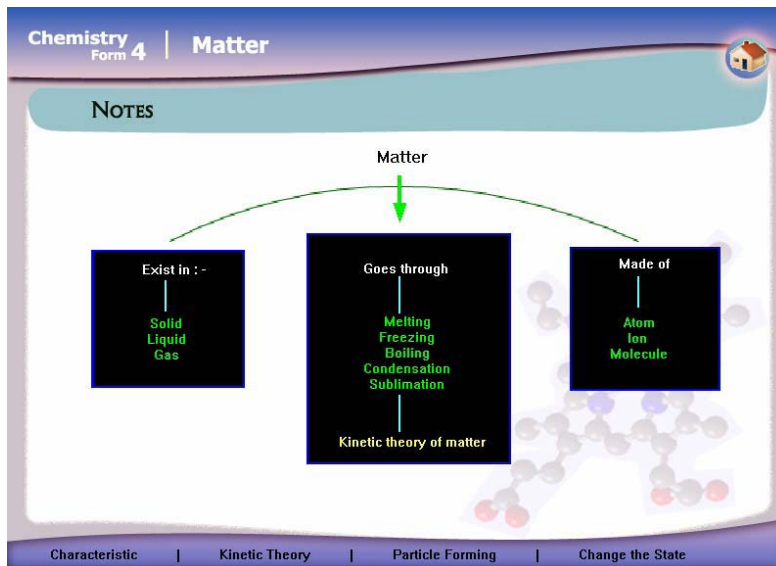 Chemistry
Form 4
Matter
NOTES
Matter
Exist in : -
Solid
Liquid
Gas
Goes through
Melting
Freezing
Boiling
Condensation
Sublimation
Kinetic theory of matter
Made of
Atom
Ion
Molecule
Characteristic | Kinetic Theory | Particle Forming | Change the State